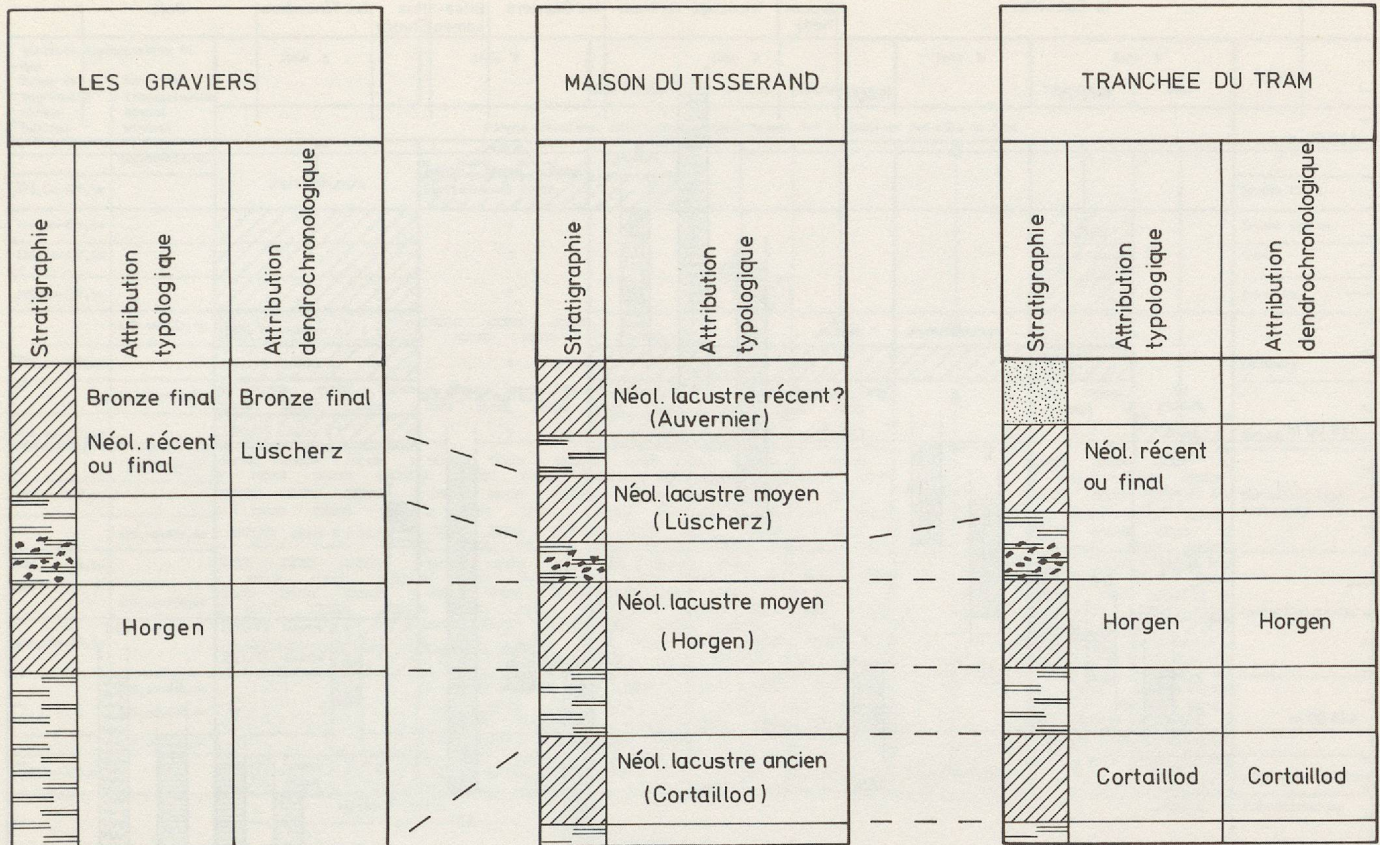 LES GRAVIERS
Stratigraphie
Attribution
typologique
Attribution
dendrochronologique
Bronze final
Bronze final
Néol. récent
ou final
Lüscherz
Horgen
MAISON DU TISSERAND
Stratigraphie
Attribution
typologique
Néol. lacustre récent?
(Auvernier)
Néol. lacustre moyen
(Lüscherz)
Néol. lacustre moyen
(Horgen)
Néol. lacustre ancien
(Cortaillod)
TRANCHEE DU TRAM
Stratigraphie
Attribution
typologique
Attribution
dendrochronologique
Néol. récent
ou final
Horgen
Horgen
Cortaillod
Cortaillod